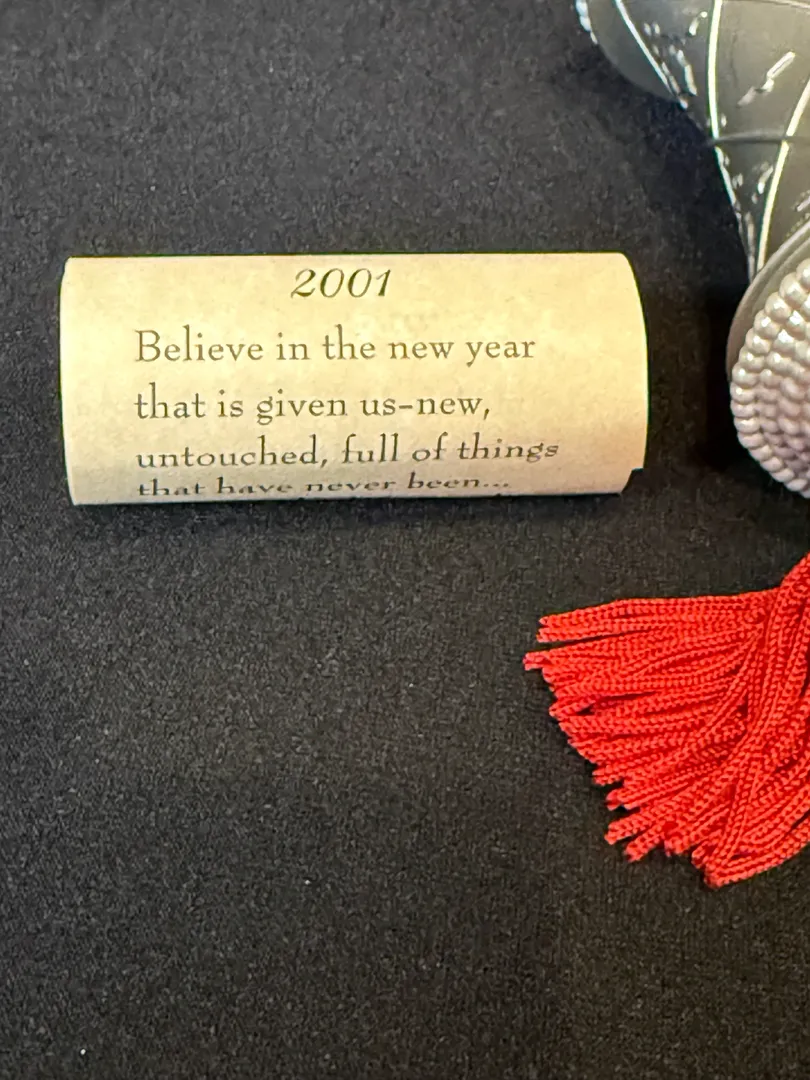 2001
Believe in the new year
that is given us-new,
untouched, full of things
that have never been...